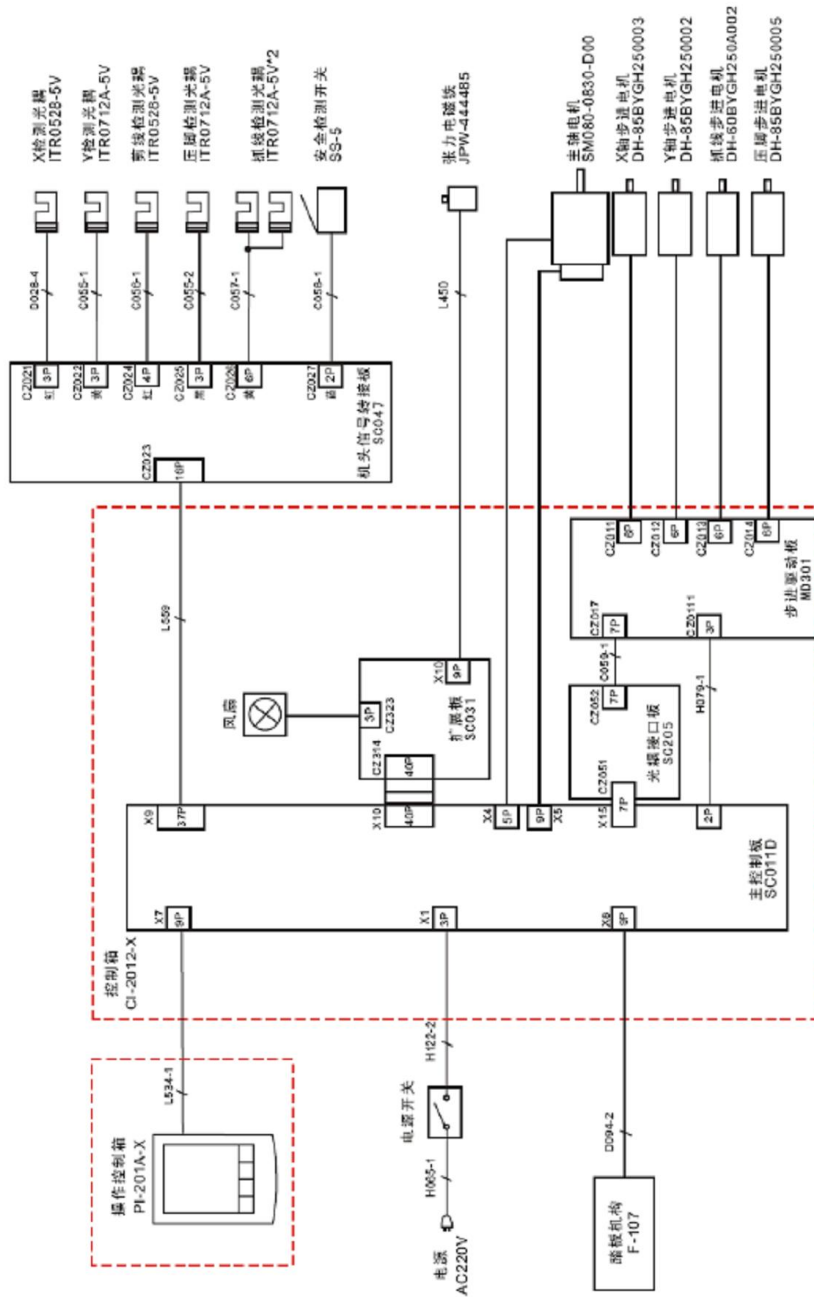 X检测光耦
ITR0528-5V
Y检测光耦
ITR0712A-5V
剪线检测光耦
ITR0528-5V
压脚检测光耦
ITR0712A-5V
抓线检测光耦
ITR0712A-5V*2
安全检测开关
SS-5
张力电磁铁
JPW-444485
主轴电机
SM080-0830-D00
X轴步进电机
DH-85BYGH250003
Y轴步进电机
DH-85BYGH250002
抓线步进电机
DH-60BYGH250A002
压脚步进电机
DH-85BYGH250005
D028-4
C055-1
C056-1
C055-2
C057-1
C058-1
L450
CZ021
3P
红
CZ022
3P
黄
CZ024
4P
红
CZ025
3P
黑
CZ026
6P
黄
CZ027
2P
CZ023
16P
机头信号转接板
SC047
L559
风扇
3P
CZ323
X10
9P
扩展板
SC031
CZ314
40P
CZ011
6P
CZ012
6P
CZ013
6P
CZ014
6P
步进驱动板
MD301
CZ017
7P
CZ0111
3P
C059-1
H079-1
CZ052
7P
光耦接口板
SC205
CZ051
X9
37P
X10
40P
X4
5P
9P
X5
X15
7P
2P
主控制板
SC011D
X7
9P
X1
3P
X8
9P
控制箱
CI-2012-X
L534-1
H122-2
D094-2
操作控制箱
PI-201A-X
电源开关
H065-1
电源
AC220V
踏板机构
F-107